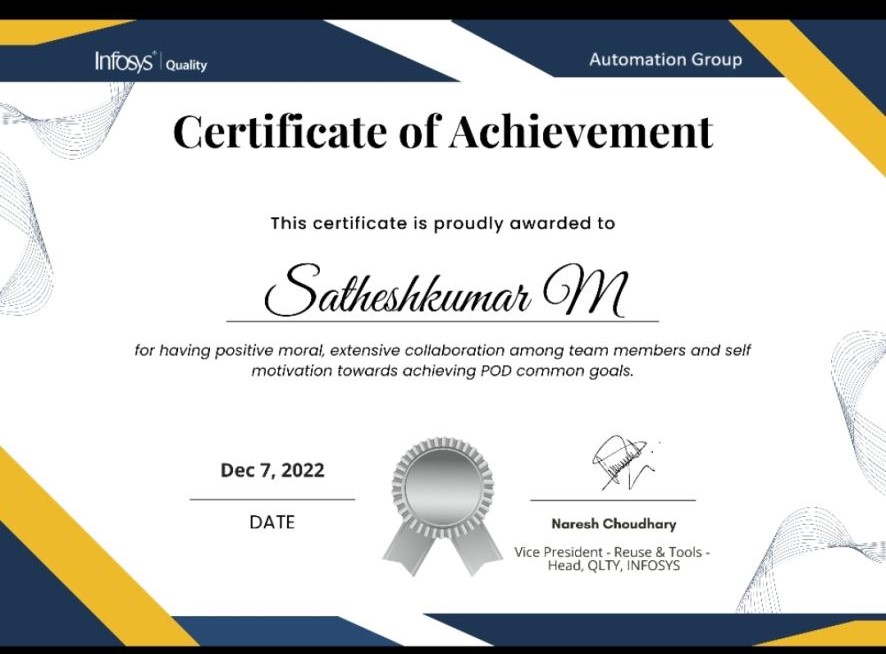 Infosys® | Quality
Automation Group
Certificate of Achievement
This certificate is proudly awarded to
Satheshkumar M
for having positive moral, extensive collaboration among team members and self
motivation towards achieving POD common goals.
Dec 7, 2022
DATE
Naresh Choudhary
Vice President - Reuse & Tools -
Head, QLTY, INFOSYS